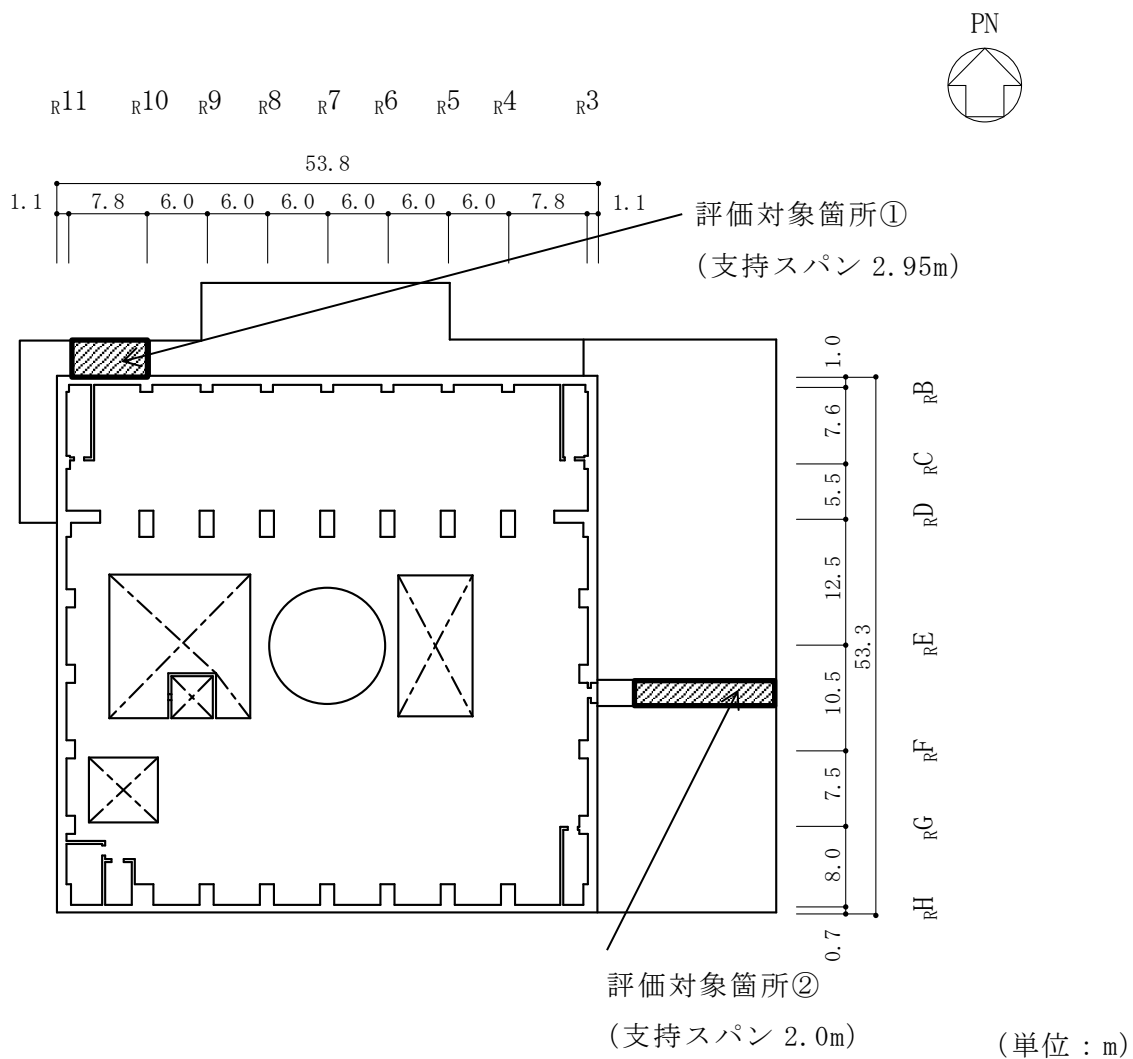 PN
R11 R10 R9 R8 R7 R6 R5 R4 R3
53.8
1.1 7.8 6.0 6.0 6.0 6.0 6.0 6.0 7.8 1.1
評価対象箇所①
(支持スパン 2.95m)
1.0
RB
7.6
RC
5.5
RD
12.5
53.3
RE
10.5
RF
7.5
RG
8.0
RH
0.7
評価対象箇所②
(支持スパン 2.0m)
(単位：m)